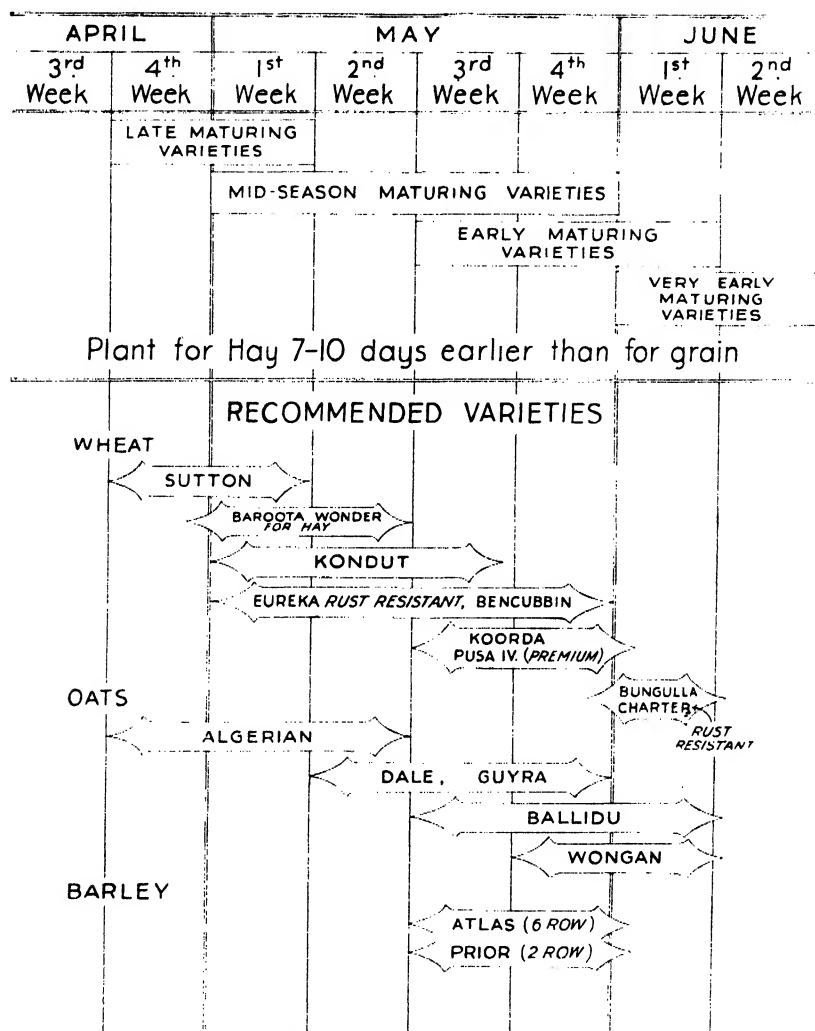 APRIL MAY JUNE
3rd Week 4th Week 1st Week 2nd Week 3rd Week 4th Week 1st Week 2nd Week
LATE MATURING
VARIETIES
MID-SEASON MATURING VARIETIES
EARLY MATURING
VARIETIES
VERY EARLY
MATURING
VARIETIES
Plant for Hay 7-10 days earlier than for grain
RECOMMENDED VARIETIES
WHEAT
SUTTON
BAROOTA WONDER
FOR HAY
KONDUT
EUREKA RUST RESISTANT, BENCUBBIN
KOORDA
PUSA IV. (PREMIUM)
BUNGULLA
CHARTER
RUST
RESISTANT
OATS
ALGERIAN
DALE, GUYRA
BALLIDU
WONGAN
BARLEY
ATLAS (6 ROW)
PRIOR (2 ROW)